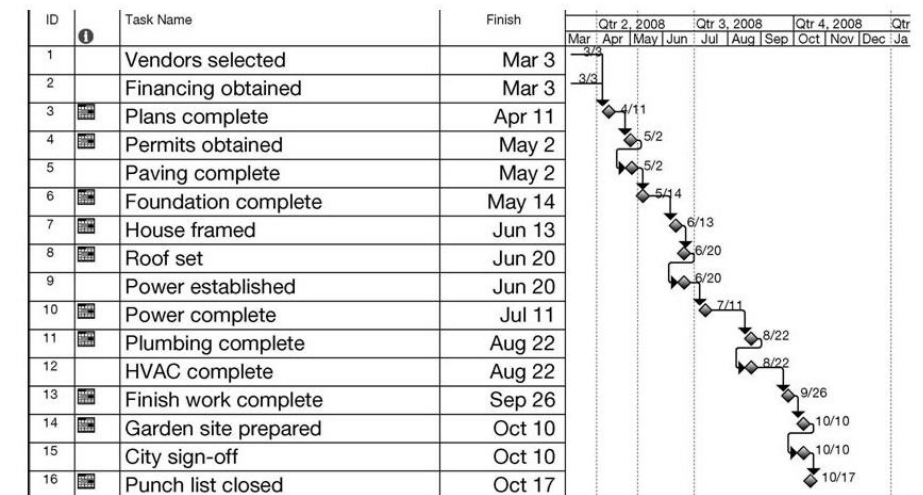 ID Task Name Finish
Qtr 2, 2008 Qtr 3, 2008 Qtr 4, 2008 Qtr
Mar Apr May Jun Jul Aug Sep Oct Nov Dec Ja
1 Vendors selected Mar 3 3/3
2 Financing obtained Mar 3 3/3
3 Plans complete Apr 11 4/11
4 Permits obtained May 2 5/2
5 Paving complete May 2 5/2
6 Foundation complete May 14 5/14
7 House framed Jun 13 6/13
8 Roof set Jun 20 6/20
9 Power established Jun 20 6/20
10 Power complete Jul 11 7/11
11 Plumbing complete Aug 22 8/22
12 HVAC complete Aug 22 8/22
13 Finish work complete Sep 26 9/26
14 Garden site prepared Oct 10 10/10
15 City sign-off Oct 10 10/10
16 Punch list closed Oct 17 10/17